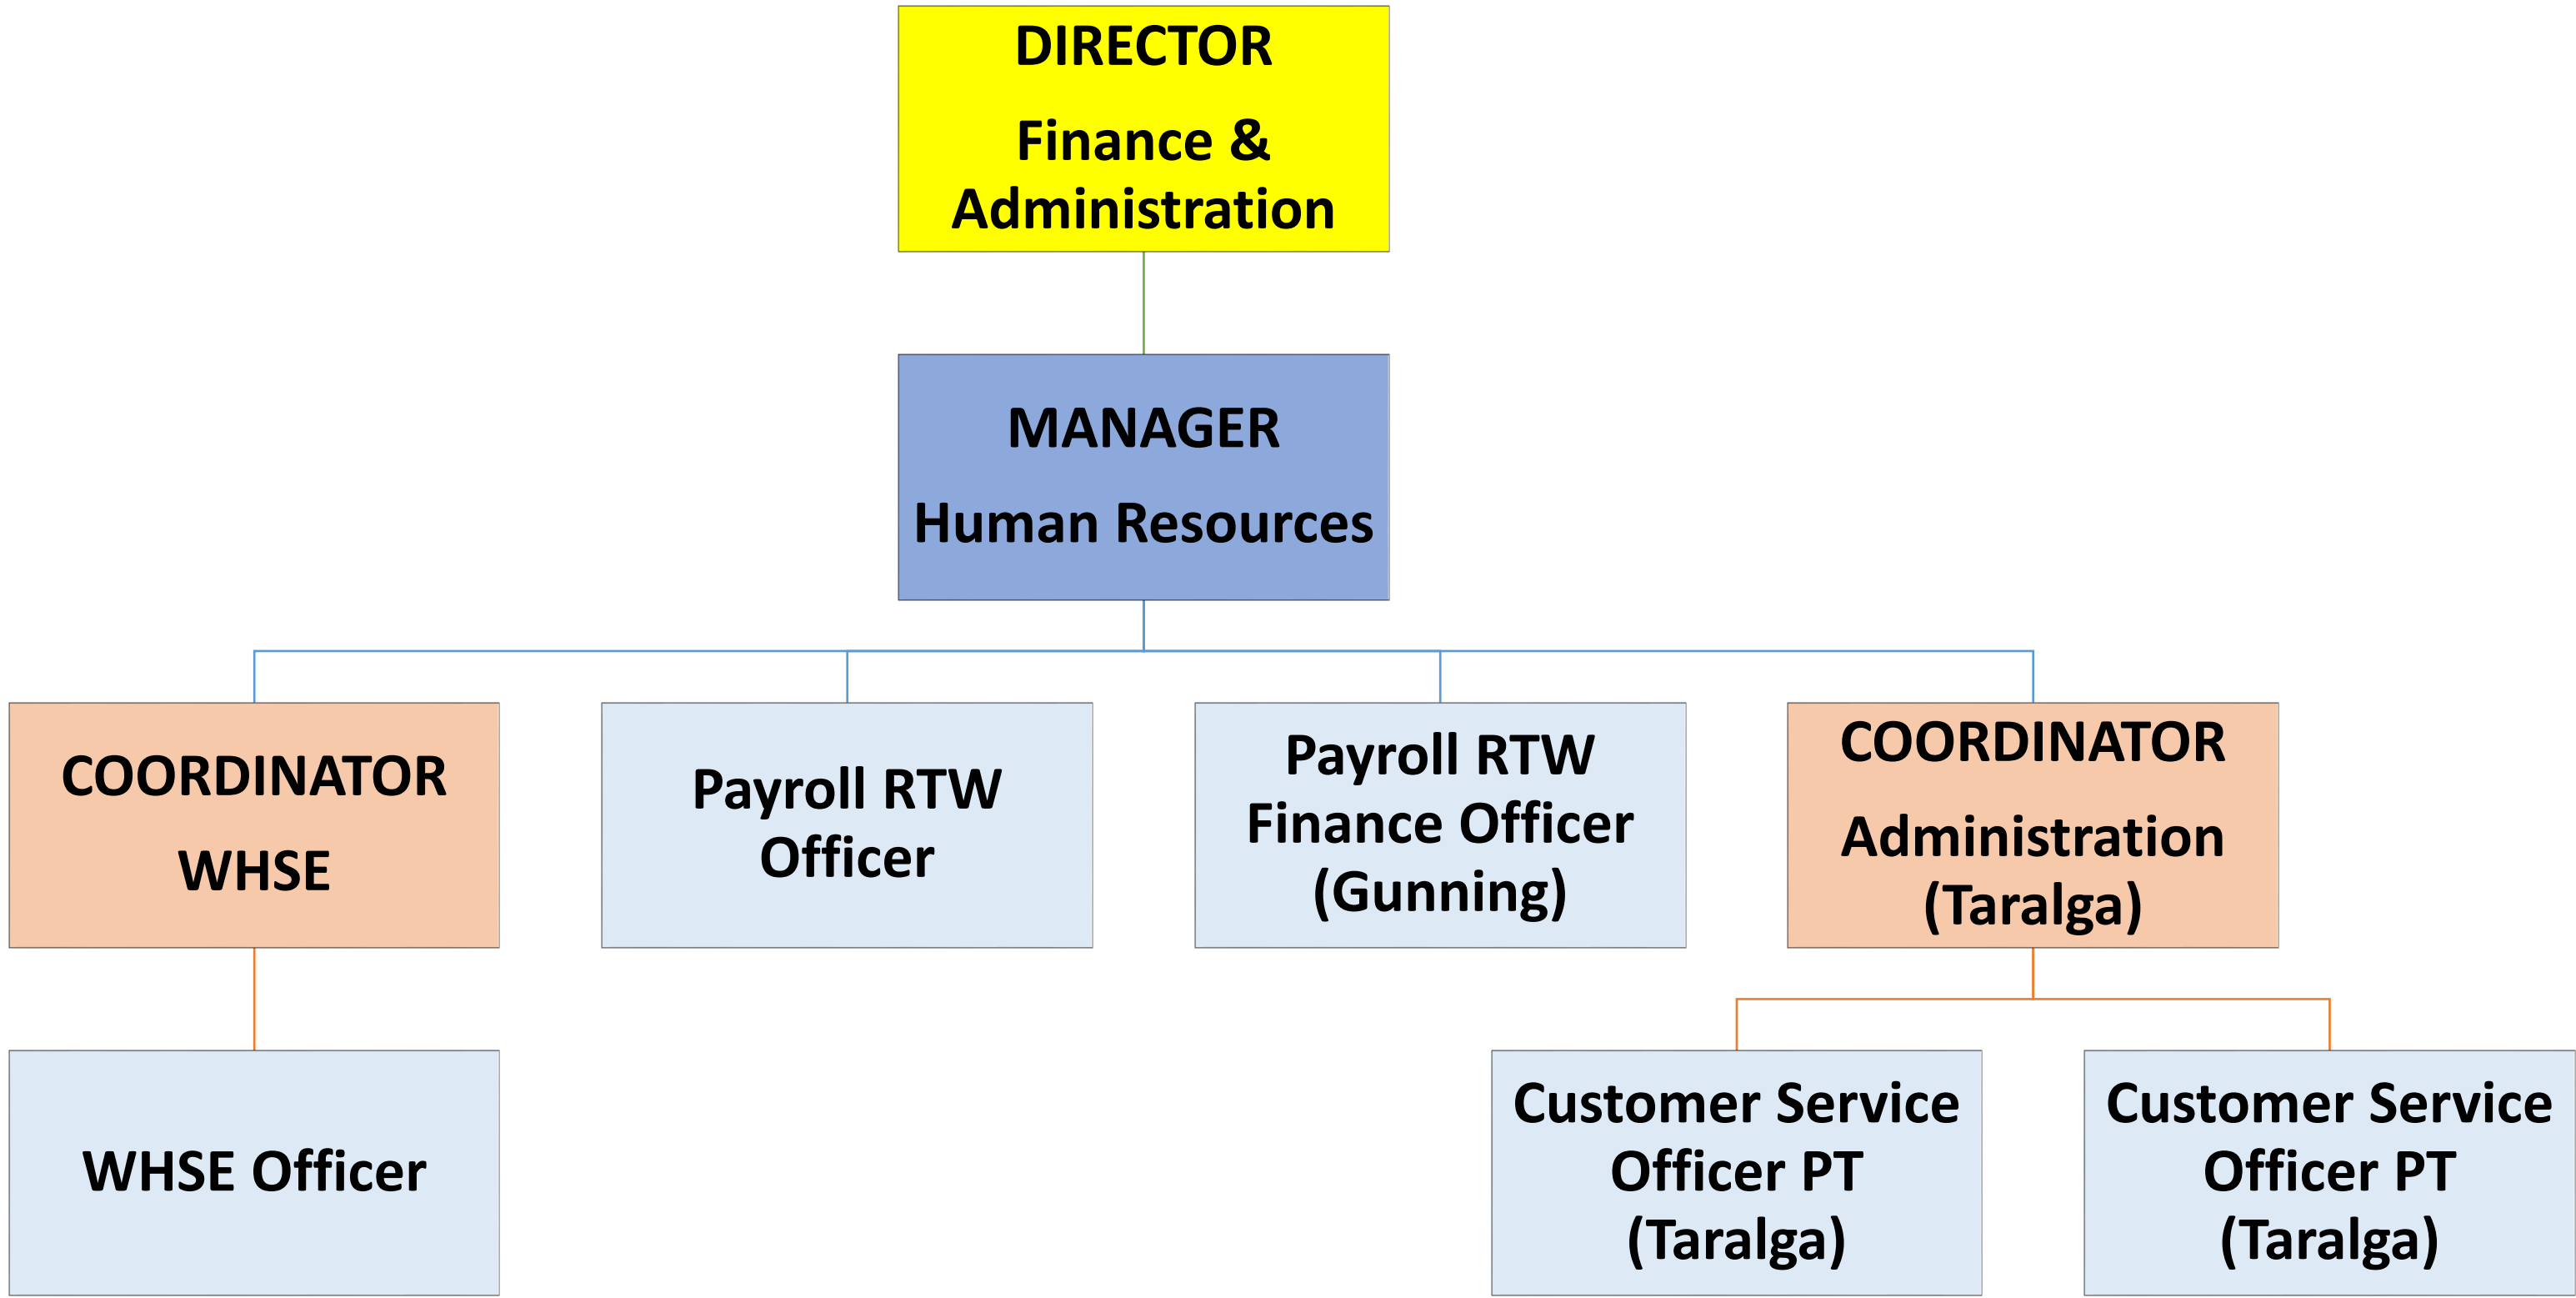 DIRECTOR
Finance &
Administration
MANAGER
Human Resources
COORDINATOR
WHSE
Payroll RTW
Officer
Payroll RTW
Finance Officer
(Gunning)
COORDINATOR
Administration
(Taralga)
WHSE Officer
Customer Service
Officer PT
(Taralga)
Customer Service
Officer PT
(Taralga)